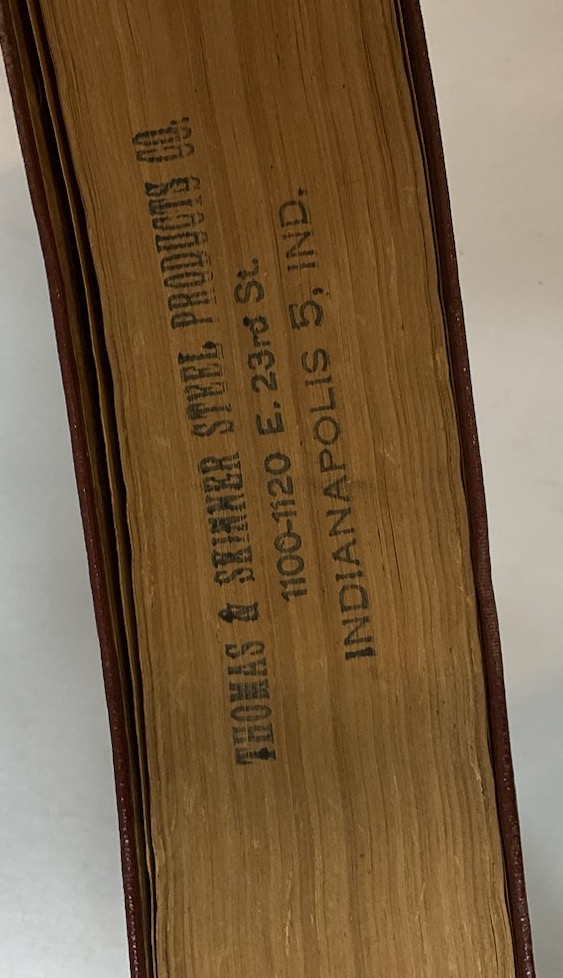 THOMAS & SKINNER STEEL PRODUCTS CO.
1100-1120 E. 23rd St.
INDIANAPOLIS 5, IND.